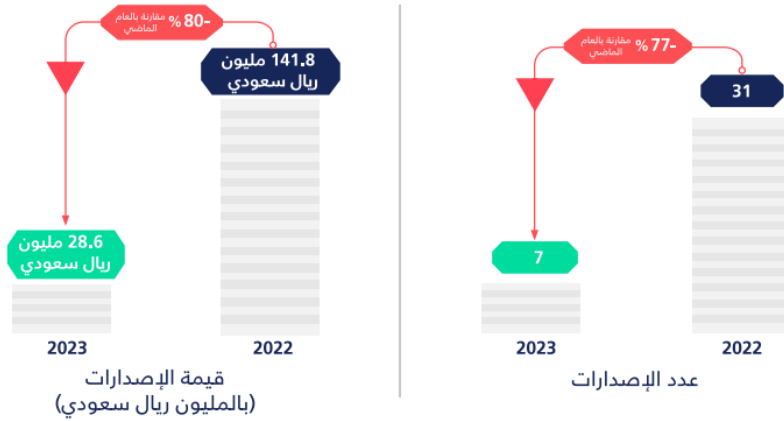 -77% مقارنة بالعام
الماضي
31
7
2022
2023
عدد الإصدارات
-80% مقارنة بالعام
الماضي
141.8 مليون
ريال سعودي
28.6 مليون
ريال سعودي
2022
2023
قيمة الإصدارات
(بالمليون ريال سعودي)